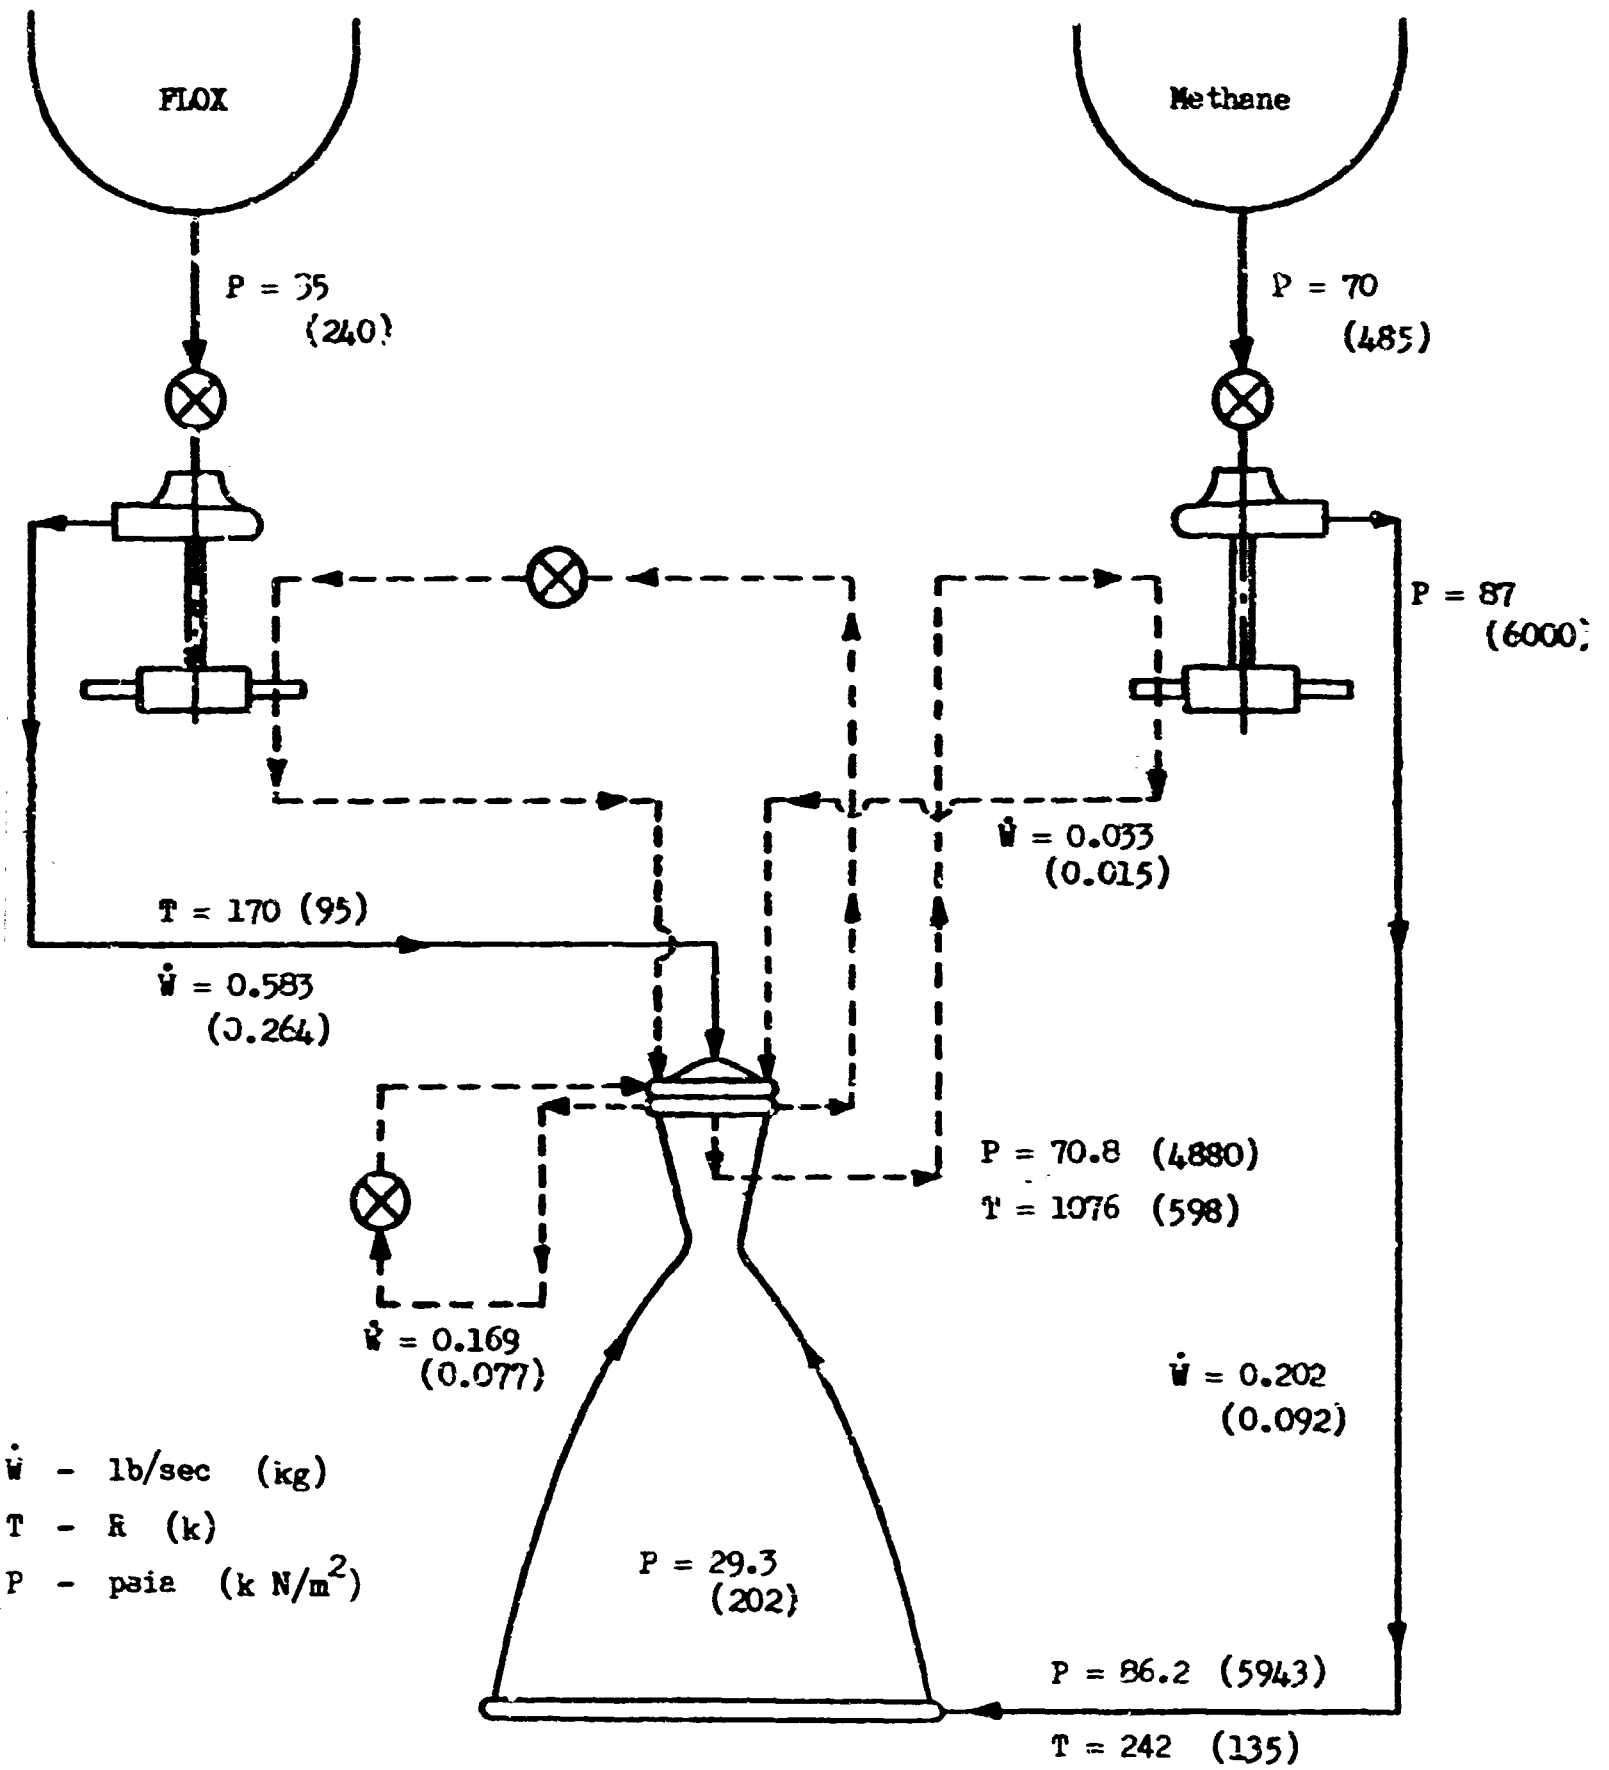 FLOX
Methane
P = 35
(240)
P = 70
(485)
P = 87
(6000)
Ẇ = 0.033
(0.015)
T = 170 (95)
Ẇ = 0.583
(0.264)
P = 70.8 (4880)
T = 1076 (598)
Ẇ = 0.169
(0.077)
Ẇ = 0.202
(0.092)
Ẇ - lb/sec (kg)
T - R (k)
P - psia (k N/m²)
P = 29.3
(202)
P = 86.2 (5943)
T = 242 (135)